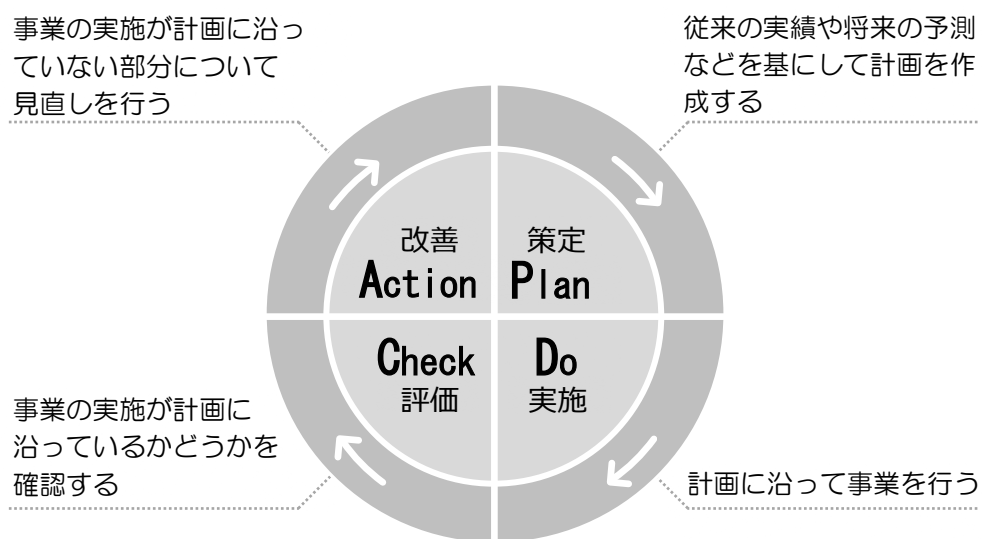 事業の実施が計画に沿っ
ていない部分について
見直しを行う
従来の実績や将来の予測
などを基にして計画を作
成する
改善
Action
策定
Plan
Check
評価
Do
実施
事業の実施が計画に
沿っているかどうかを
確認する
計画に沿って事業を行う